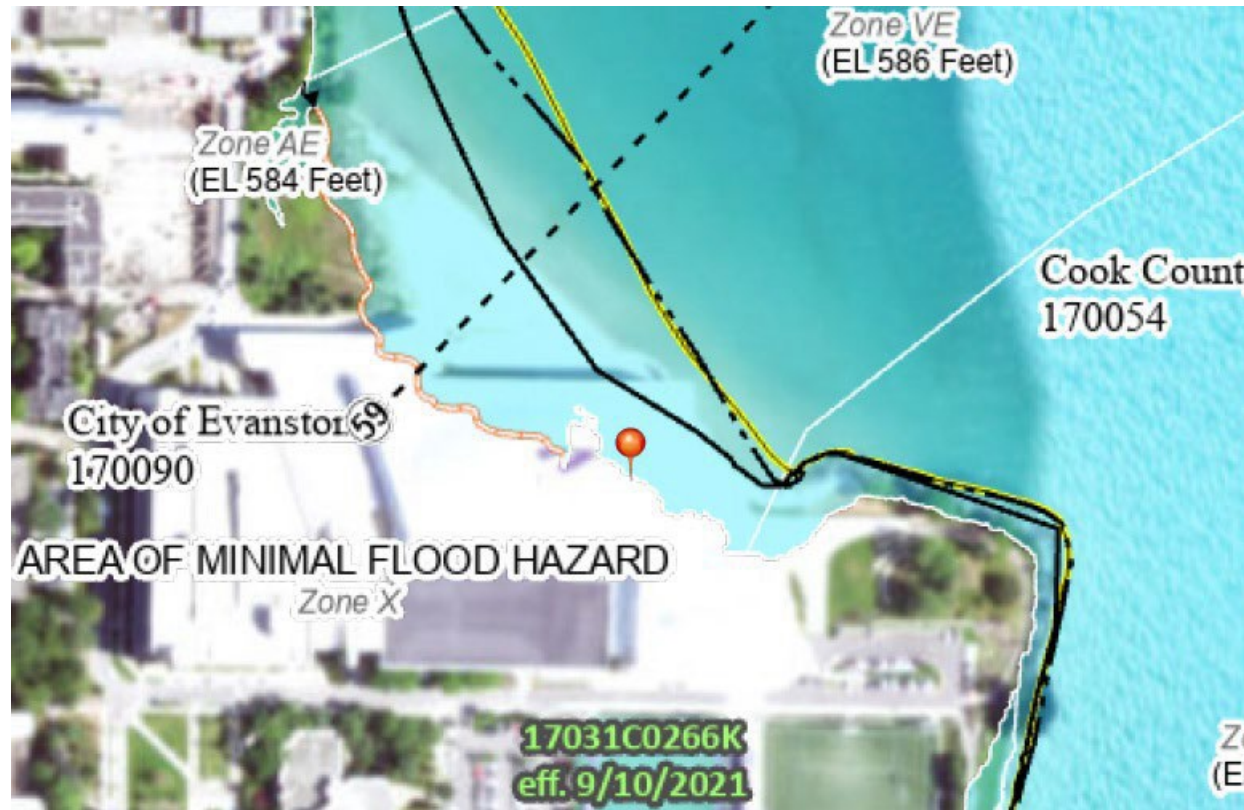 Zone VE
(EL 586 Feet)
Zone AE
(EL 584 Feet)
Cook Count
170054
City of Evanston
59
170090
AREA OF MINIMAL FLOOD HAZARD
Zone X
17031C0266K
eff. 9/10/2021
Z
(E